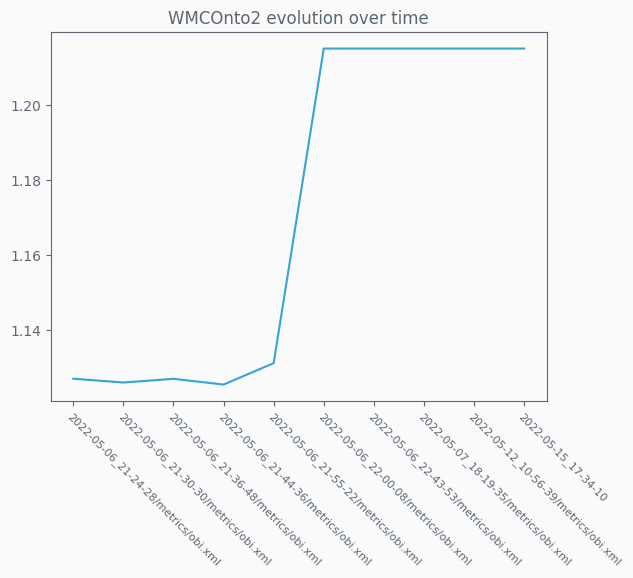 WMCOnto2 evolution over time
1.20
1.18
1.16
1.14
2022-05-06_21-24-28/metrics/obi.xml
2022-05-06_21-30-30/metrics/obi.xml
2022-05-06_21-36-48/metrics/obi.xml
2022-05-06_21-44-36/metrics/obi.xml
2022-05-06_21-55-22/metrics/obi.xml
2022-05-06_22-00-08/metrics/obi.xml
2022-05-06_22-43-53/metrics/obi.xml
2022-05-07_18-19-35/metrics/obi.xml
2022-05-12_10-56-39/metrics/obi.xml
2022-05-15_17-34-10